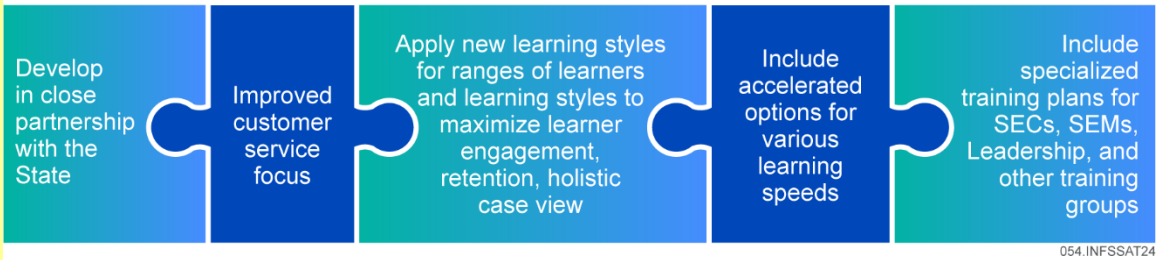 Develop
in close
partnership
with the
State
Improved
customer
service
focus
Apply new learning styles
for ranges of learners
and learning styles to
maximize learner
engagement,
retention, holistic
case view
Include
accelerated
options for
various
learning
speeds
Include
specialized
training plans for
SECs, SEMs,
Leadership, and
other training
groups
054.INFSSAT24